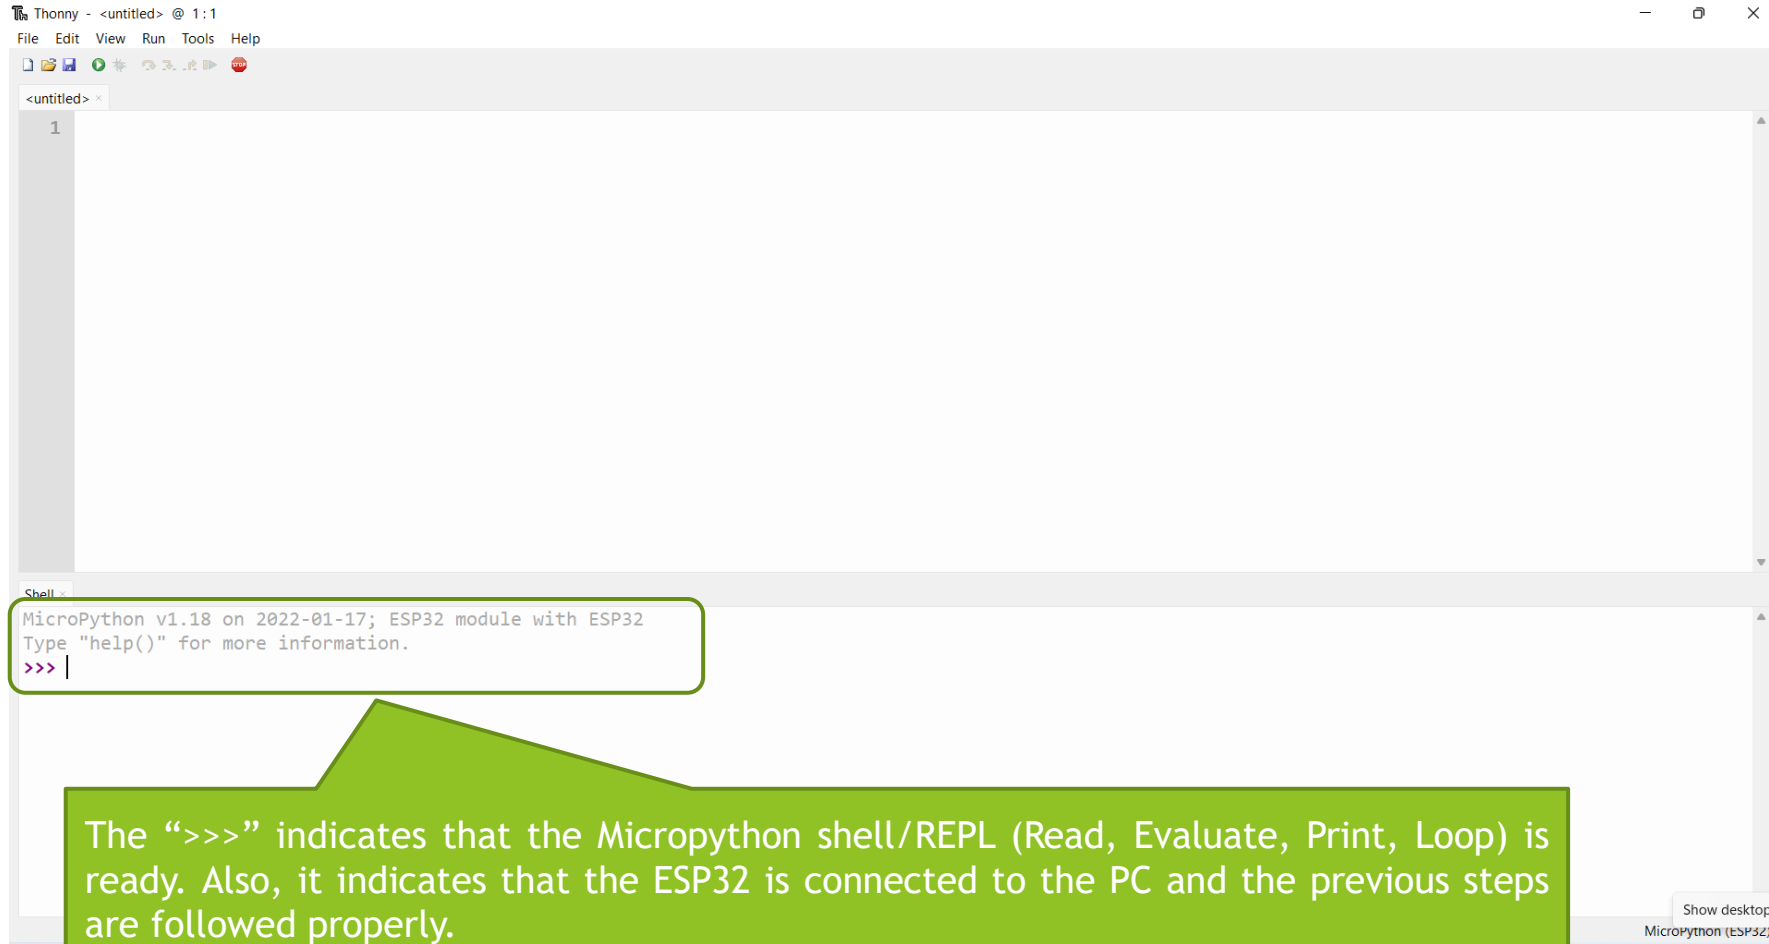 Thonny - <untitled> @ 1:1
File Edit View Run Tools Help
STOP
<untitled> ×
1
Shell ×
MicroPython v1.18 on 2022-01-17; ESP32 module with ESP32
Type "help()" for more information.
>>>
The “>>>” indicates that the Micropython shell/REPL (Read, Evaluate, Print, Loop) is
ready. Also, it indicates that the ESP32 is connected to the PC and the previous steps
are followed properly.
Show desktop
MicroPython (ESP32)